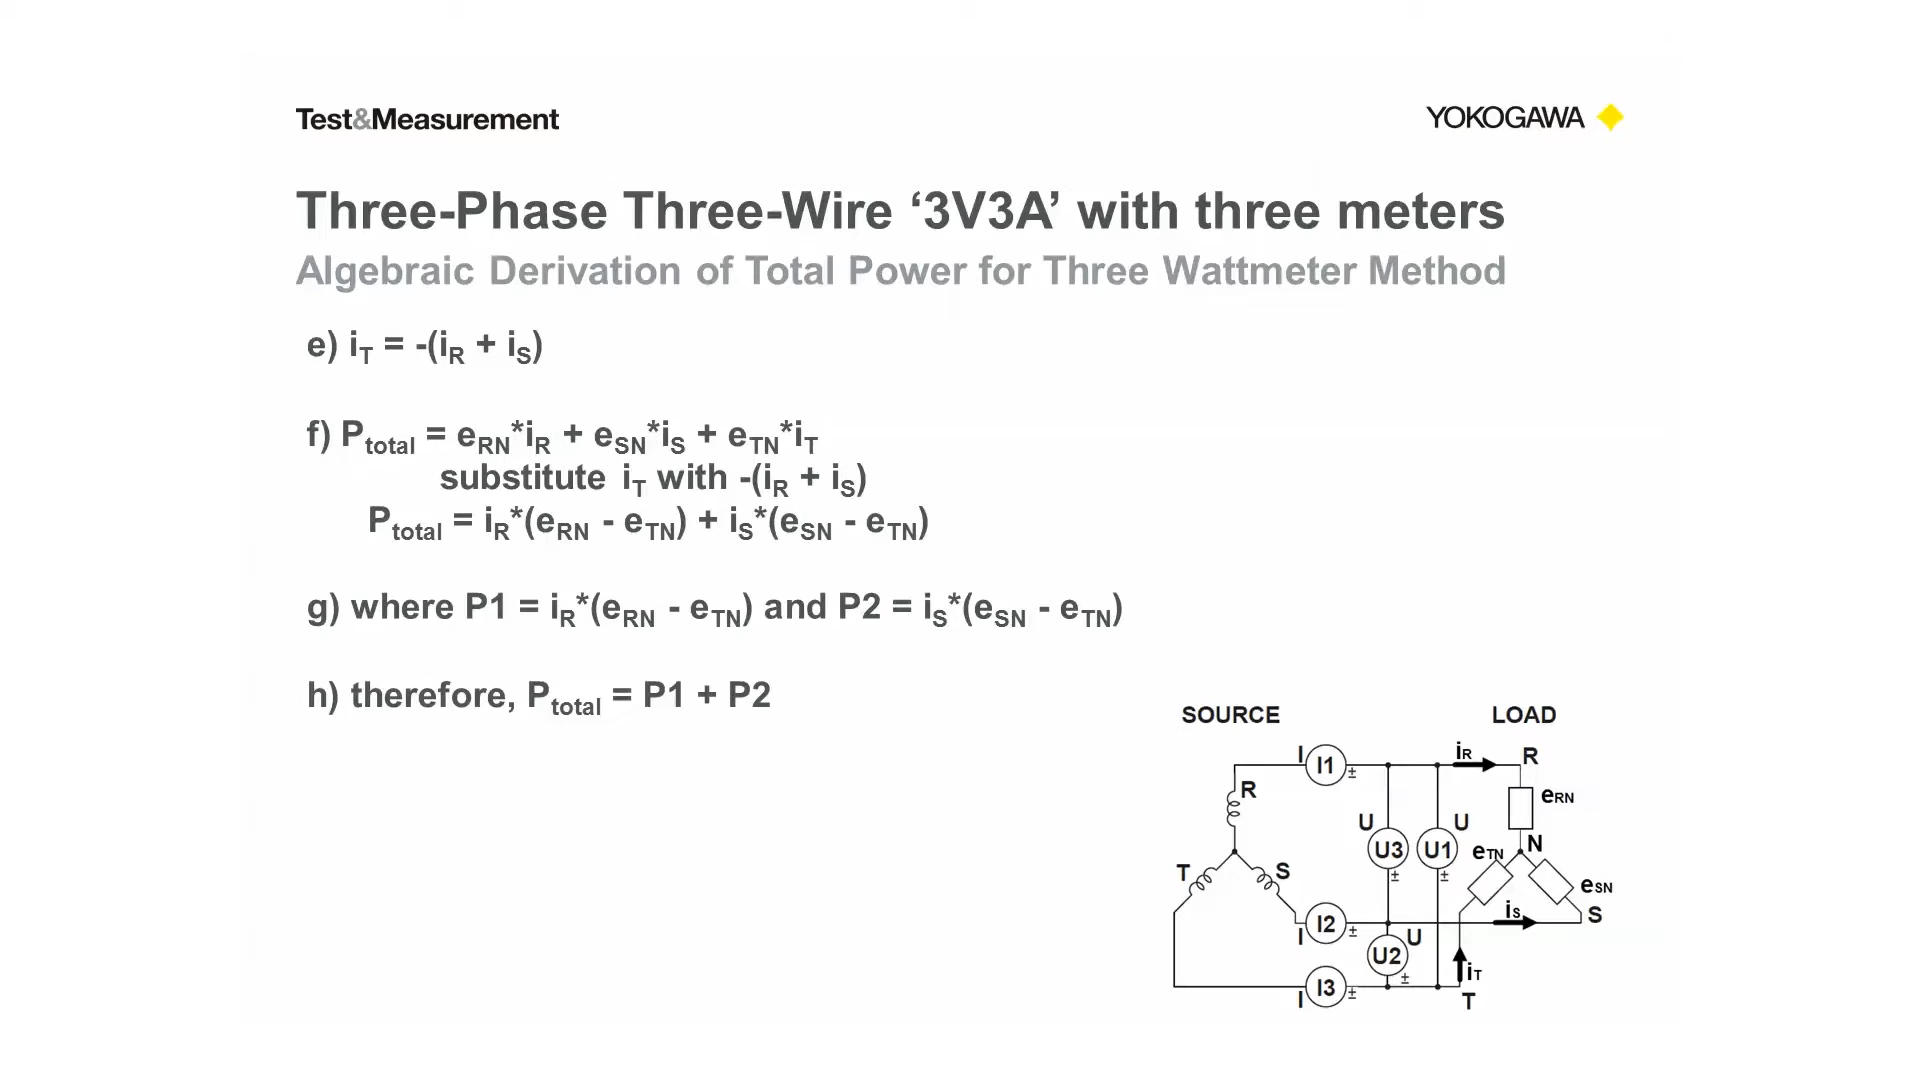 Test&Measurement
YOKOGAWA
Three-Phase Three-Wire ‘3V3A’ with three meters
Algebraic Derivation of Total Power for Three Wattmeter Method
e) iT = -(iR + iS)
f) Ptotal = eRN*iR + eSN*iS + eTN*iT
substitute iT with -(iR + iS)
Ptotal = iR*(eRN - eTN) + iS*(eSN - eTN)
g) where P1 = iR*(eRN - eTN) and P2 = iS*(eSN - eTN)
h) therefore, Ptotal = P1 + P2
SOURCE LOAD
I I1 ± iR R
R eRN
U U
U3 U1 eTN N
± ±
T S eSN
iS S
I I2 ± U
U2 ±
iT
I I3 ± T